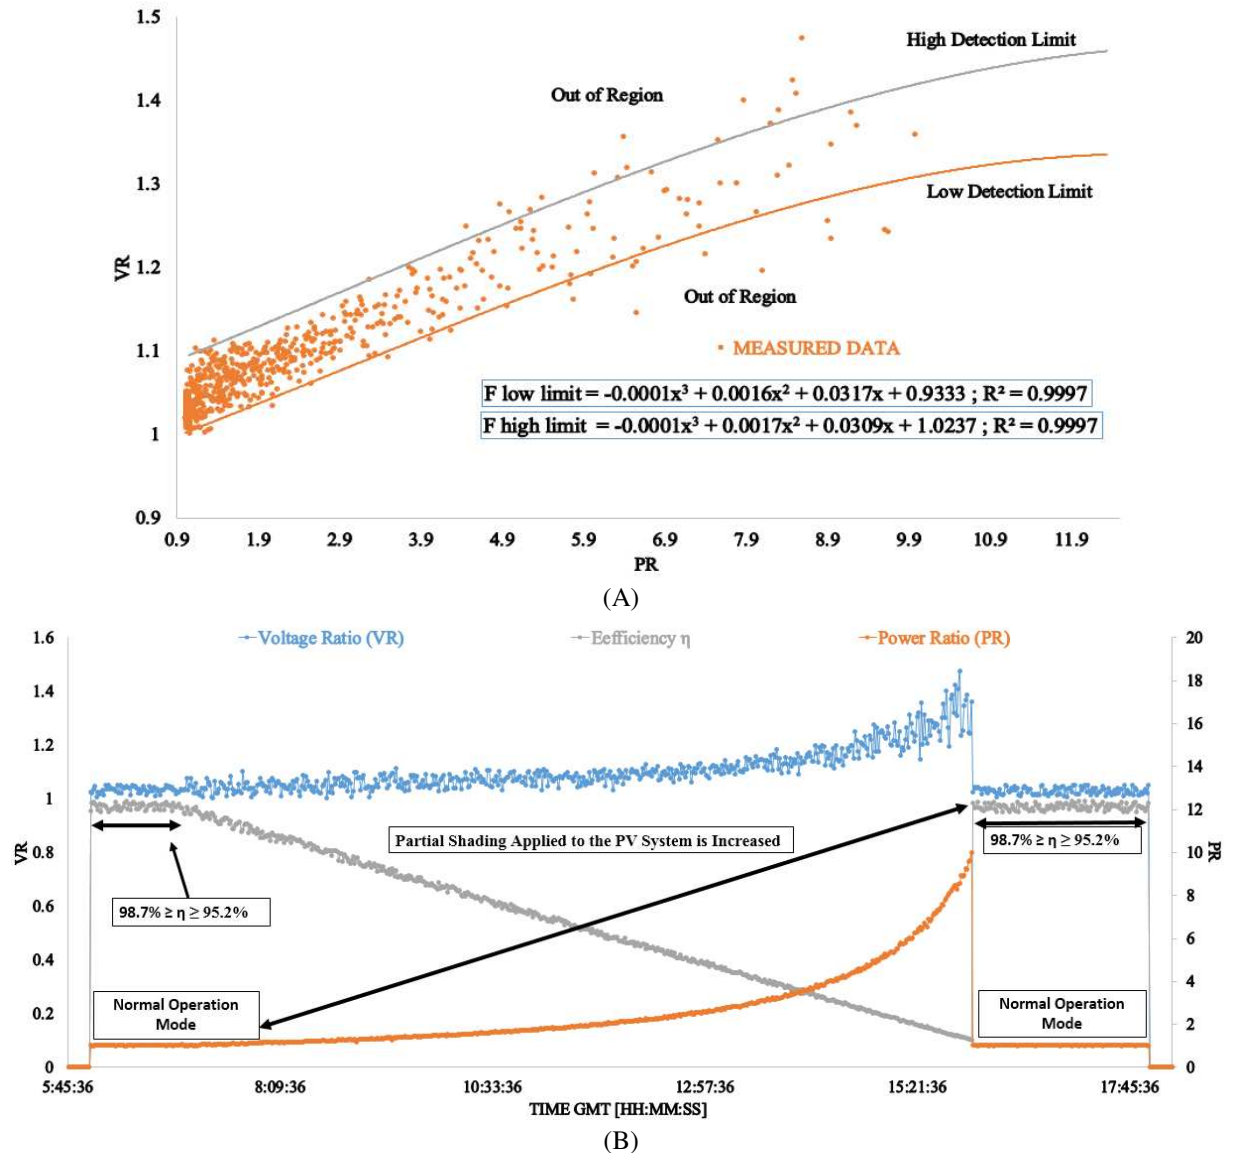 1.5
High Detection Limit
1.4
Out of Region
1.3
Low Detection Limit
VR
1.2
Out of Region
1.1
MEASURED DATA
F low limit = -0.0001x³ + 0.0016x² + 0.0317x + 0.9333 ; R² = 0.9997
F high limit = -0.0001x³ + 0.0017x² + 0.0309x + 1.0237 ; R² = 0.9997
1
0.9
0.9 1.9 2.9 3.9 4.9 5.9 6.9 7.9 8.9 9.9 10.9 11.9
PR
(A)
1.6 Voltage Ratio (VR) Eefficiency η Power Ratio (PR) 20
18
1.4
16
1.2
14
1
12
98.7% ≥ η ≥ 95.2%
Partial Shading Applied to the PV System is Increased
VR
0.8
PR
10
98.7% ≥ η ≥ 95.2%
8
0.6
6
0.4
4
Normal Operation
Mode
Normal Operation
Mode
0.2
2
0
0
5:45:36 8:09:36 10:33:36 12:57:36 15:21:36 17:45:36
TIME GMT [HH:MM:SS]
(B)